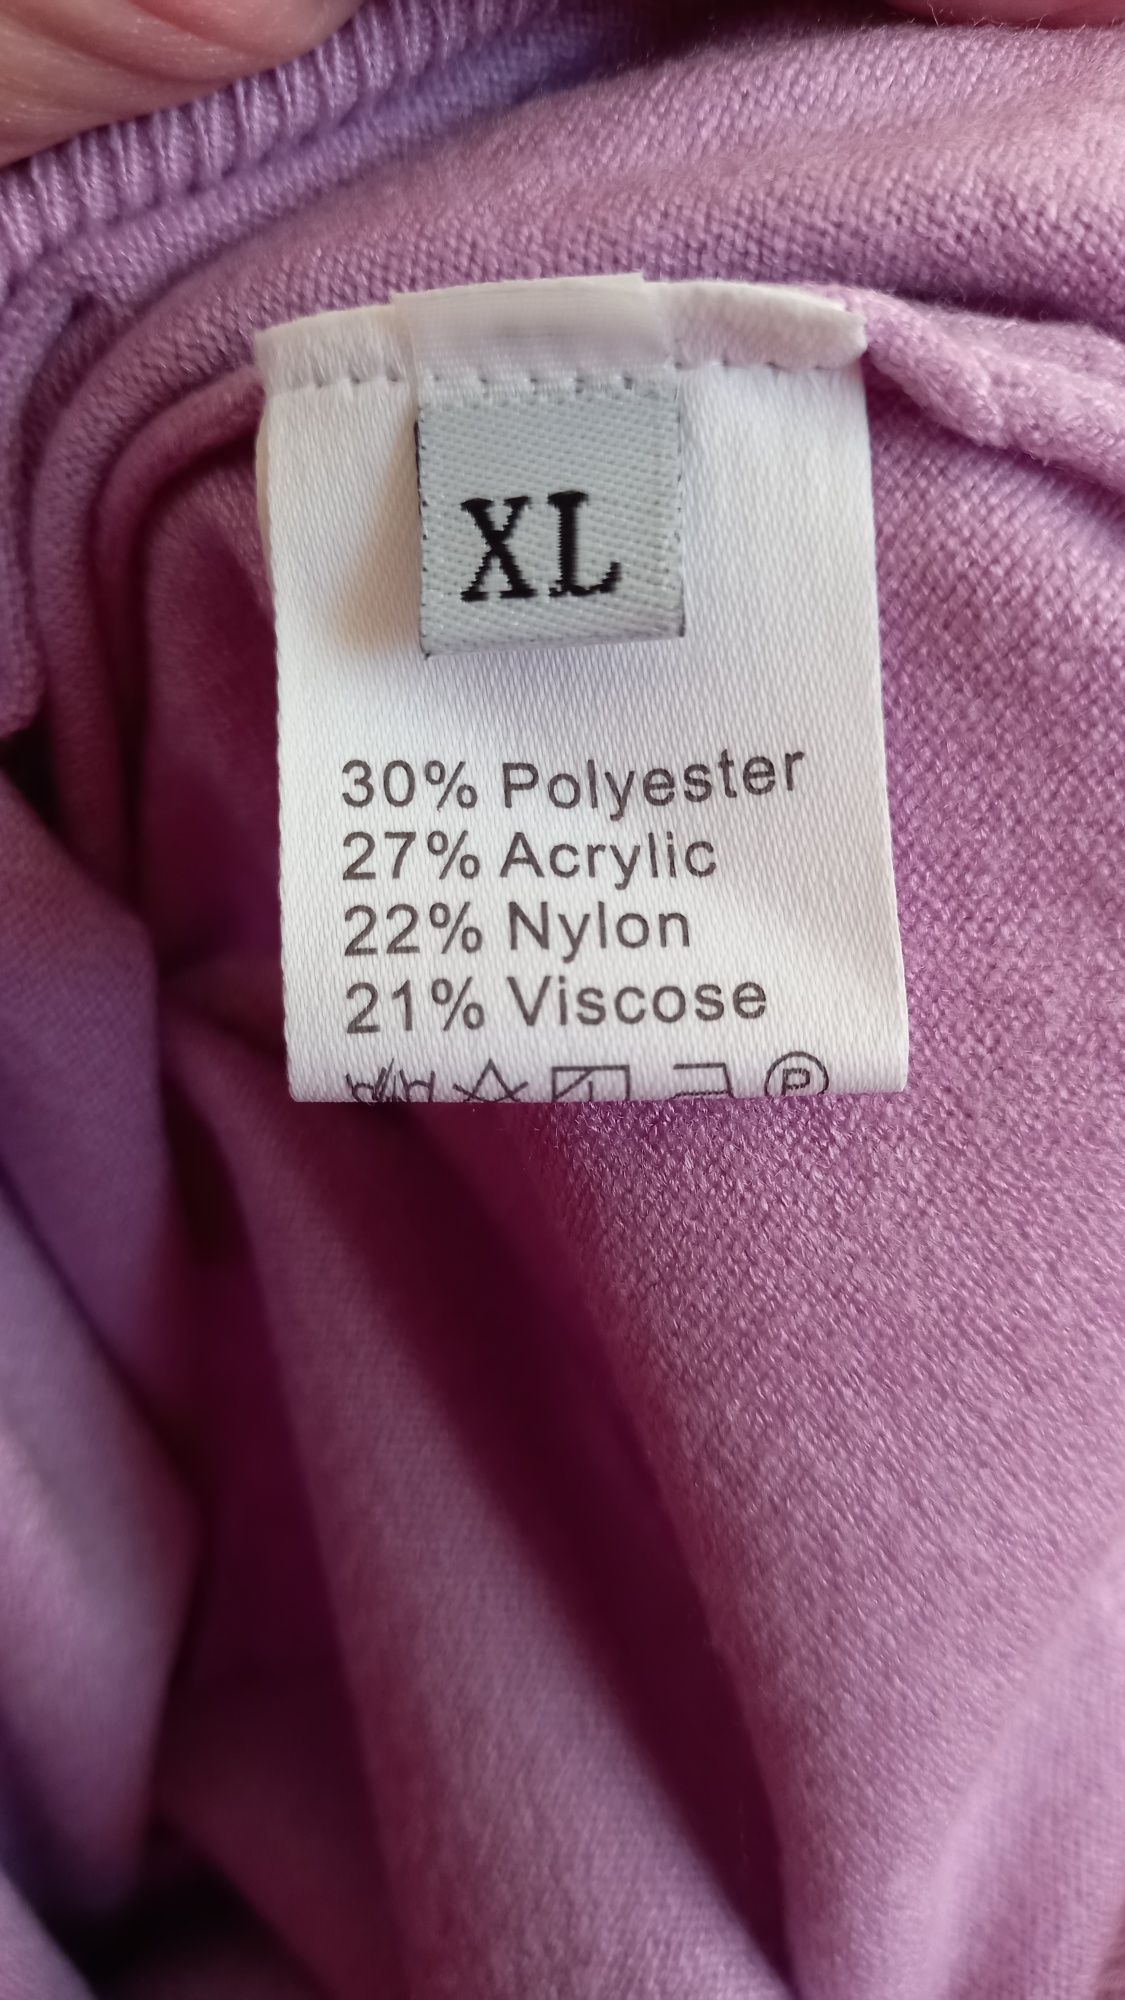 XL
30% Polyester
27% Acrylic
22% Nylon
21% Viscose
P